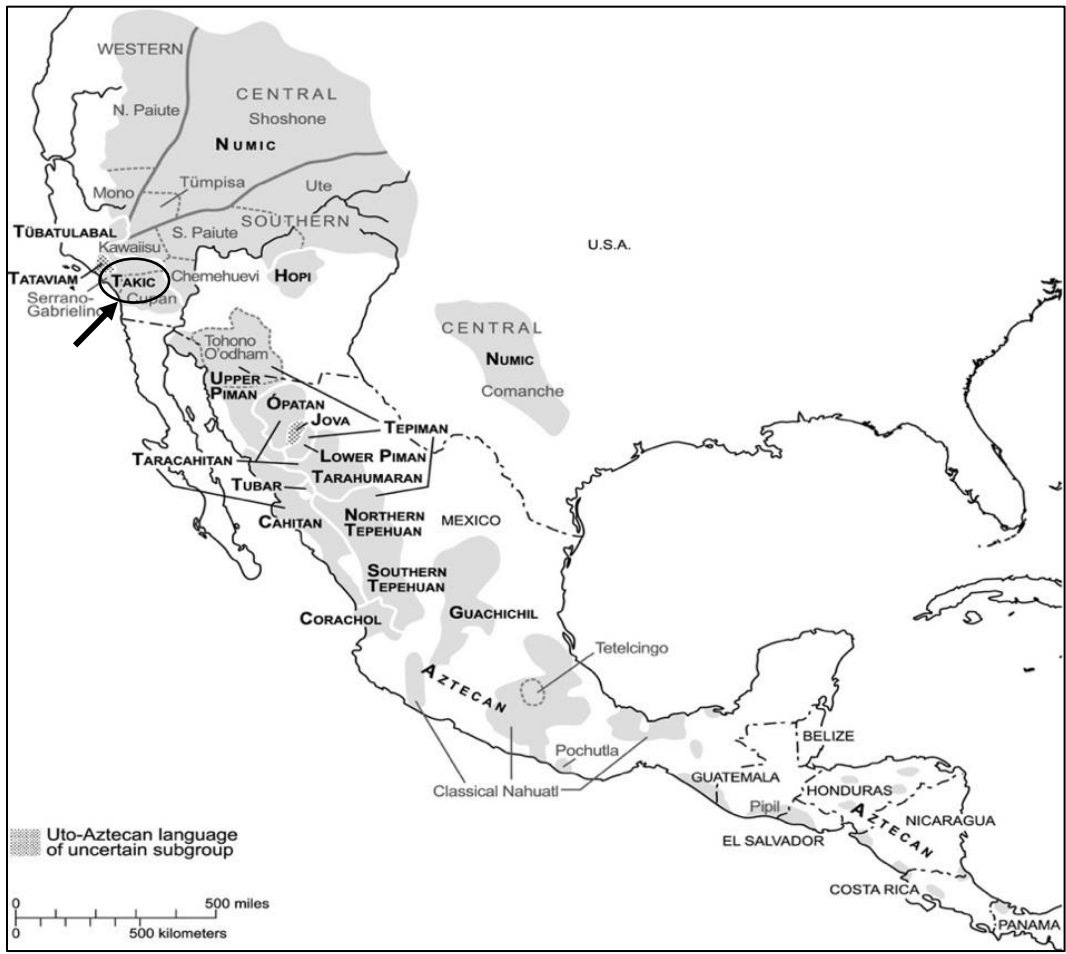 WESTERN
N. Paiute
CENTRAL
Shoshone
NUMIC
Mono
Tümpisa
Ute
SOUTHERN
S. Paiute
TÜBATULABAL
Kawaiisu
TATAVIAM
TAKIC
Chemehuevi
HOPI
Serrano-
Gabrielino
Cupan
U.S.A.
CENTRAL
NUMIC
Comanche
Tohono
O'odham
UPPER
PIMAN
ÓPATAN
JOVA
TEPIMAN
LOWER PIMAN
TARACAHITAN
TARAHUMARAN
TUBAR
CAHITAN
NORTHERN
TEPEHUAN
MEXICO
SOUTHERN
TEPEHUAN
CORACHOL
GUACHICHIL
Tetelcingo
AZTECAN
Pochutla
Classical Nahuatl
BELIZE
GUATEMALA
HONDURAS
Pipil
AZTECAN
NICARAGUA
EL SALVADOR
COSTA RICA
PANAMA
Uto-Aztecan language
of uncertain subgroup
0 500 miles
0 500 kilometers